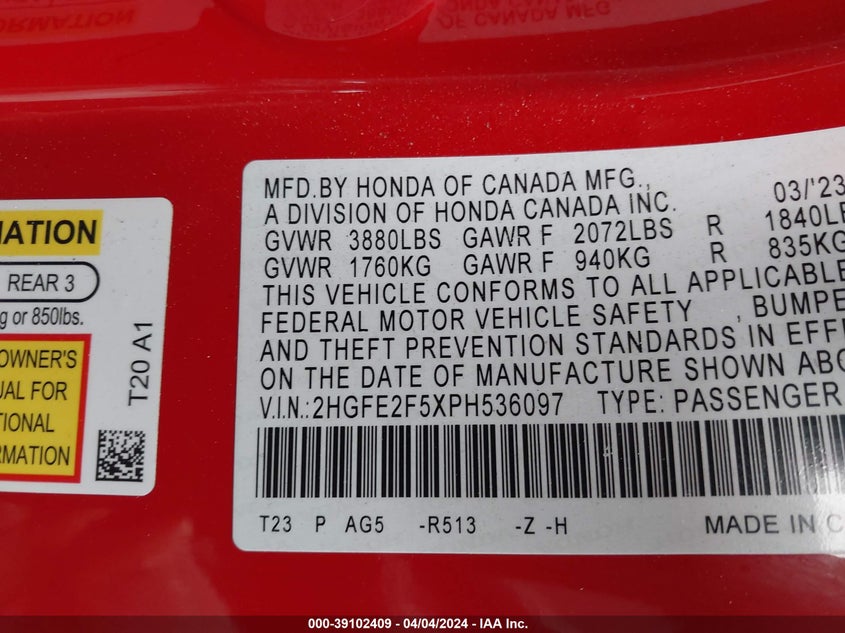 MATION
REAR 3
g or 850lbs.
OWNER'S
UAL FOR
TIONAL
RMATION
T20 A1
MFD.BY HONDA OF CANADA MFG., 03/'23
A DIVISION OF HONDA CANADA INC.
GVWR 3880LBS GAWR F 2072LBS R 1840LB
GVWR 1760KG GAWR F 940KG R 835KG
THIS VEHICLE CONFORMS TO ALL APPLICABLE
FEDERAL MOTOR VEHICLE SAFETY , BUMPE
AND THEFT PREVENTION STANDARDS IN EFFE
ON THE DATE OF MANUFACTURE SHOWN ABO
V.I.N.:2HGFE2F5XPH536097 TYPE: PASSENGER
T23 P AG5 -R513 -Z -H MADE IN C
000-39102409 - 04/04/2024 - IAA Inc.